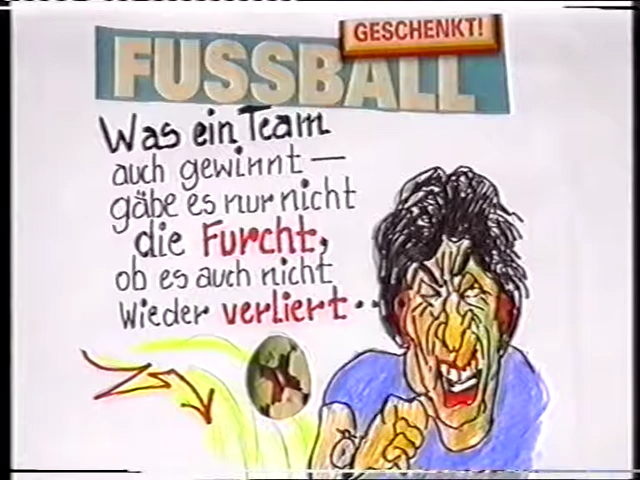 GESCHENKT!
FUSSBALL
Was ein Team
auch gewinnt —
gäbe es nur nicht
die Furcht,
ob es auch nicht
wieder verliert...